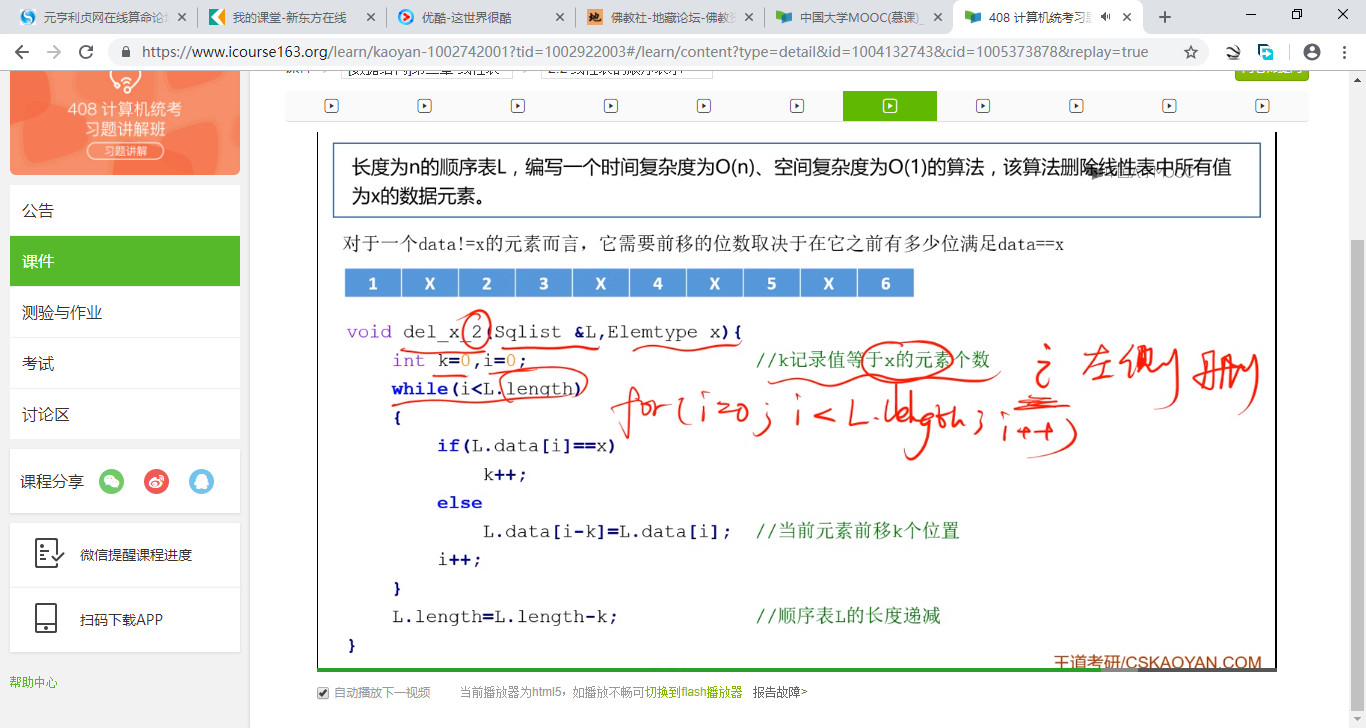 元亨利贞网在线算命论
我的课堂-新东方在线
优酷-这世界很酷
佛教社-地藏论坛-佛教
中国大学MOOC(慕课)_
408 计算机统考习题
https://www.icourse163.org/learn/kaoyan-1002742001?tid=1002922003#/learn/content?type=detail&id=1004132743&cid=1005373878&replay=true
408 计算机统考
习题讲解班
习题讲解
公告
课件
测验与作业
考试
讨论区
课程分享
微信提醒课程进度
扫码下载APP
帮助中心
长度为n的顺序表L，编写一个时间复杂度为O(n)、空间复杂度为O(1)的算法，该算法删除线性表中所有值
为x的数据元素。
对于一个data!=x的元素而言，它需要前移的位数取决于在它之前有多少位满足data==x
1 X 2 3 X 4 X 5 X 6
void del_x_2(Sqlist &L,Elemtype x){
int k=0,i=0; //k记录值等于x的元素个数
while(i<L.length)
for(i=0; i<L.length; i++)
{
if(L.data[i]==x)
k++;
else
L.data[i-k]=L.data[i]; //当前元素前移k个位置
i++;
}
L.length=L.length-k; //顺序表L的长度递减
}
王道考研/CSKAOYAN.COM
自动播放下一视频 当前播放器为html5，如播放不畅可切换到flash播放器 报告故障>